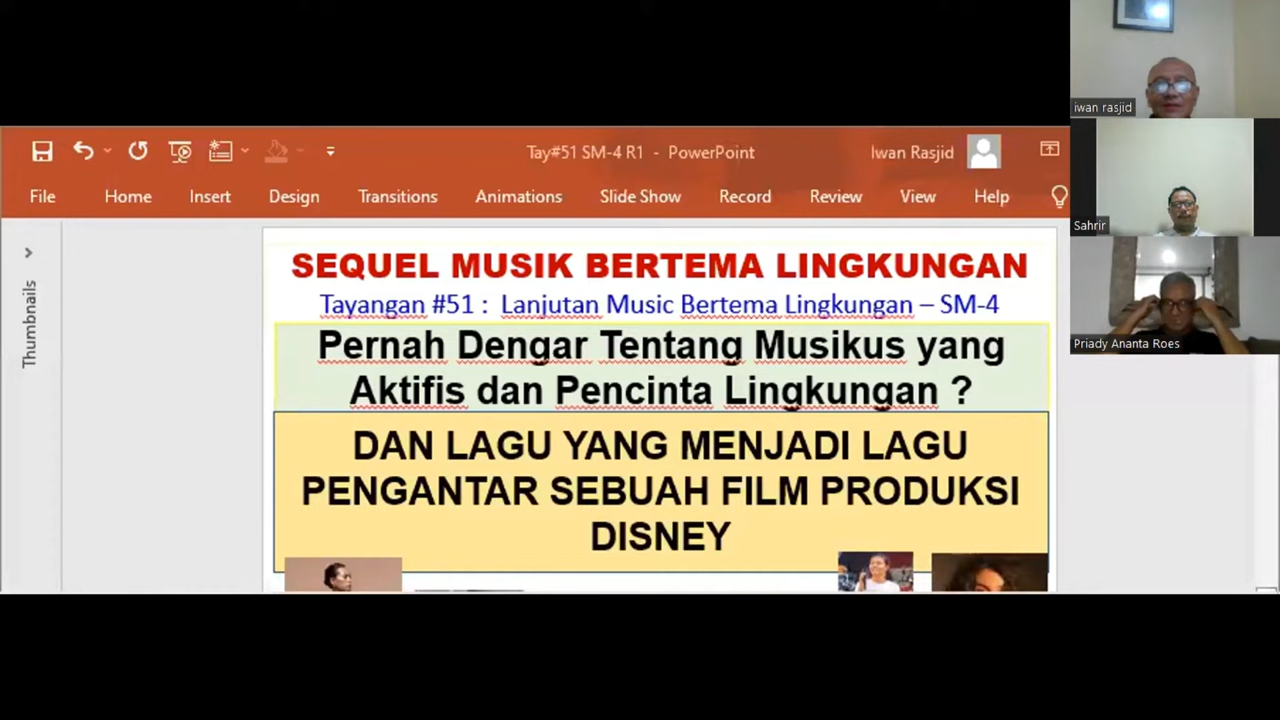 Tay#51 SM-4 R1 - PowerPoint
Iwan Rasjid
File Home Insert Design Transitions Animations Slide Show Record Review View Help
Thumbnails
SEQUEL MUSIK BERTEMA LINGKUNGAN
Tayangan #51 : Lanjutan Music Bertema Lingkungan – SM-4
Pernah Dengar Tentang Musikus yang
Aktifis dan Pencinta Lingkungan ?
DAN LAGU YANG MENJADI LAGU
PENGANTAR SEBUAH FILM PRODUKSI
DISNEY
iwan rasjid
Sahrir
Priady Ananta Roes